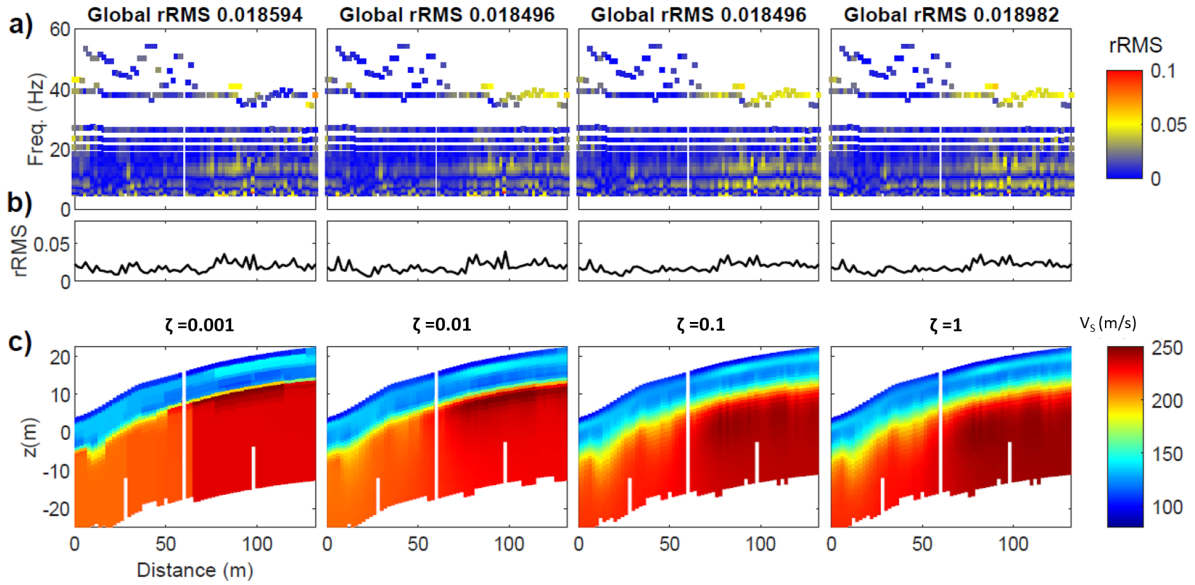 a)
Global rRMS 0.018594
Global rRMS 0.018496
Global rRMS 0.018496
Global rRMS 0.018982
Freq. (Hz)
60
40
20
0
rRMS
0.1
0.05
0
b)
rRMS
0.05
0
ζ =0.001
ζ =0.01
ζ =0.1
ζ =1
c)
z(m)
20
10
0
-10
-20
V_S (m/s)
250
200
150
100
0 50 100
0 50 100
0 50 100
0 50 100
Distance (m)